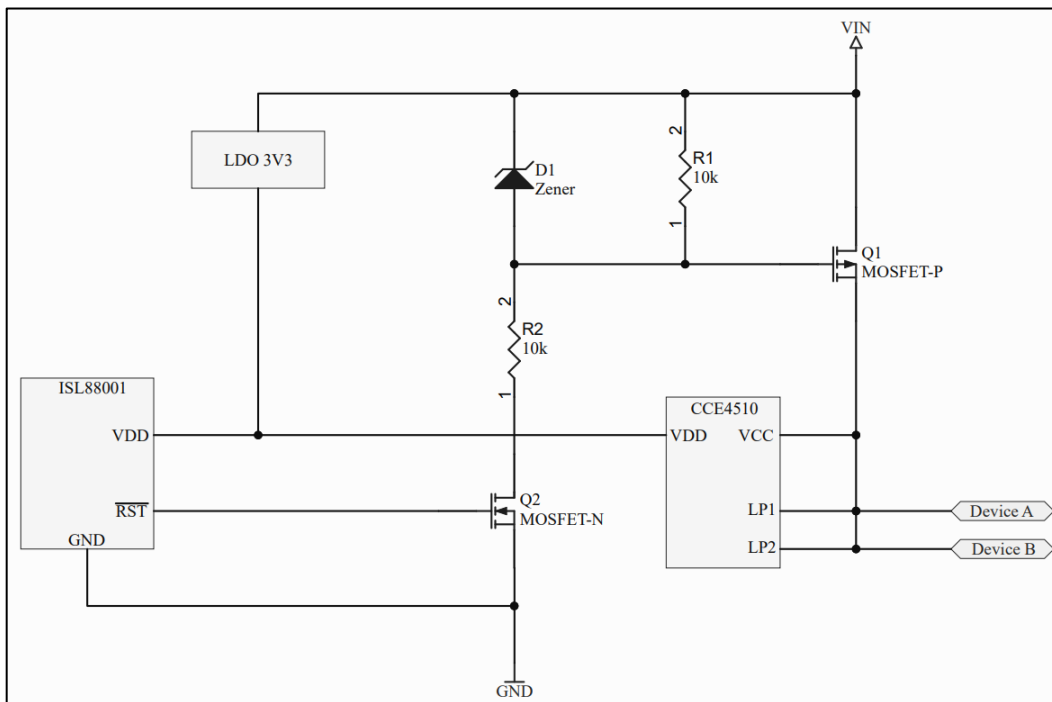 VIN
LDO 3V3
D1
Zener
2
R1
10k
1
Q1
MOSFET-P
2
R2
10k
1
ISL88001
VDD
RST
GND
CCE4510
VDD
VCC
LP1
LP2
Q2
MOSFET-N
Device A
Device B
GND